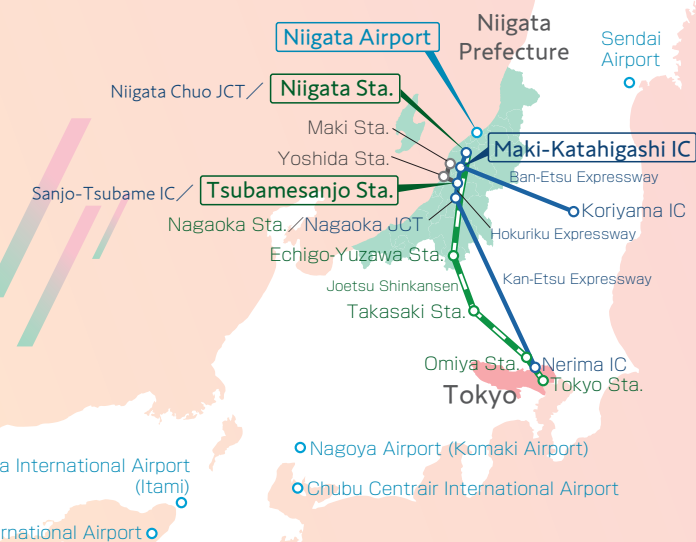 Niigata
Prefecture
Niigata Airport
Sendai
Airport
Niigata Chuo JCT／ Niigata Sta.
Maki Sta.
Maki-Katahigashi IC
Yoshida Sta.
Ban-Etsu Expressway
Sanjo-Tsubame IC／ Tsubamesanjo Sta.
Koriyama IC
Nagaoka Sta.／Nagaoka JCT
Hokuriku Expressway
Echigo-Yuzawa Sta.
Kan-Etsu Expressway
Joetsu Shinkansen
Takasaki Sta.
Omiya Sta.
Nerima IC
Tokyo Sta.
Tokyo
Nagoya Airport (Komaki Airport)
a International Airport
(Itami)
Chubu Centrair International Airport
rnational Airport